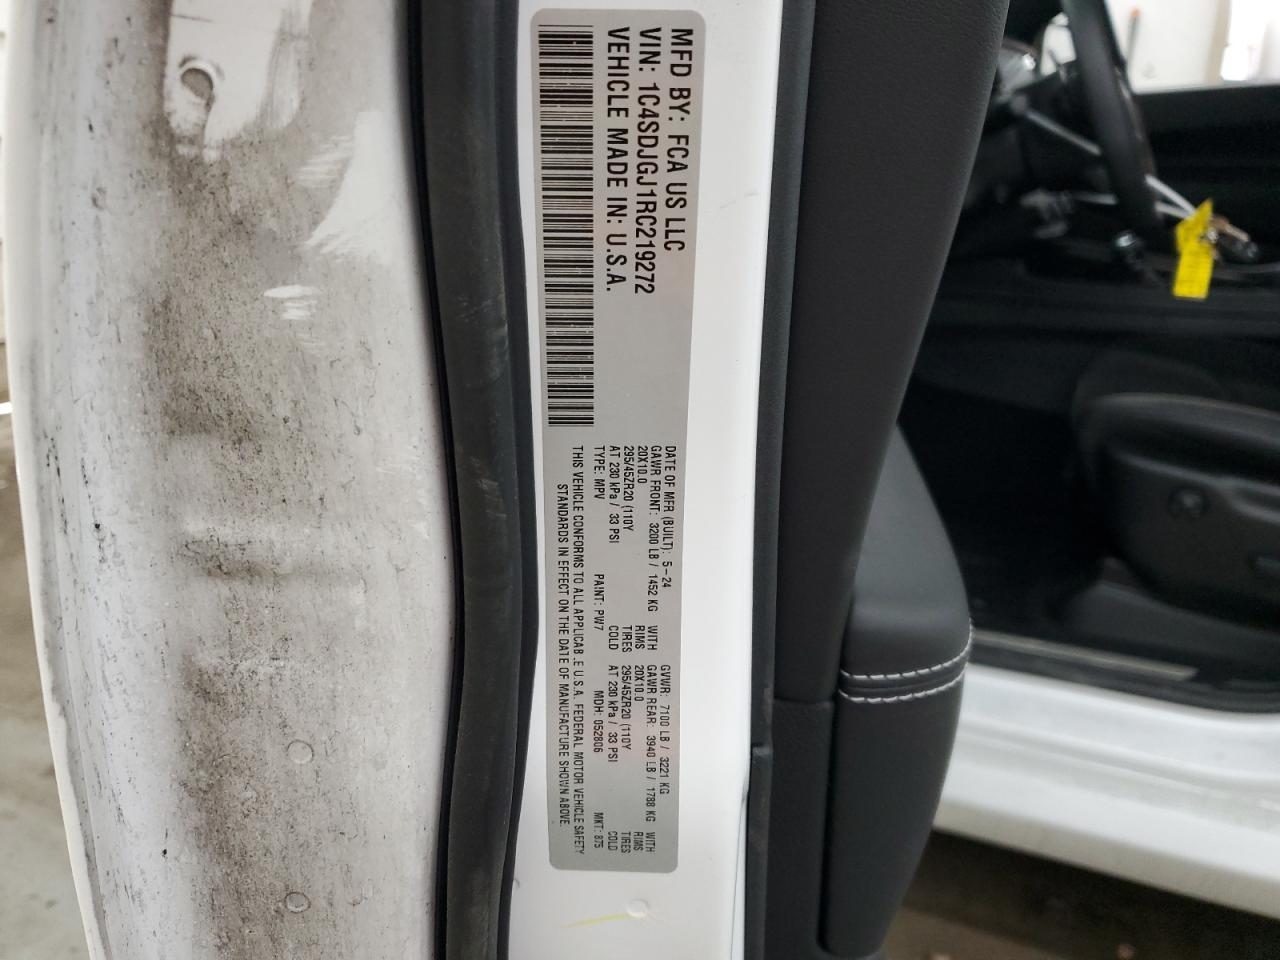 MFD BY: FCA US LLC
VIN: 1C4SDJGJ1RC219272
VEHICLE MADE IN: U.S.A.
DATE OF MFR (BUILT): 5-24 GVWR: 7100 LB / 3221 KG
GAWR FRONT: 3200 LB / 1452 KG WITH GAWR REAR: 3940 LB / 1788 KG WITH
20X10.0 RIMS 20X10.0 RIMS
295/45ZR20 (110Y TIRES 295/45ZR20 (110Y TIRES
AT 230 kPa / 33 PSI COLD AT 230 kPa / 33 PSI COLD
TYPE: MPV PAINT: PW7 MDH: 052806 MKT: 875
THIS VEHICLE CONFORMS TO ALL APPLICAB.E U.S.A. FEDERAL MOTOR VEHICLE SAFETY
STANDARDS IN EFFECT ON THE DATE OF MANUFACTURE SHOWN ABOVE.